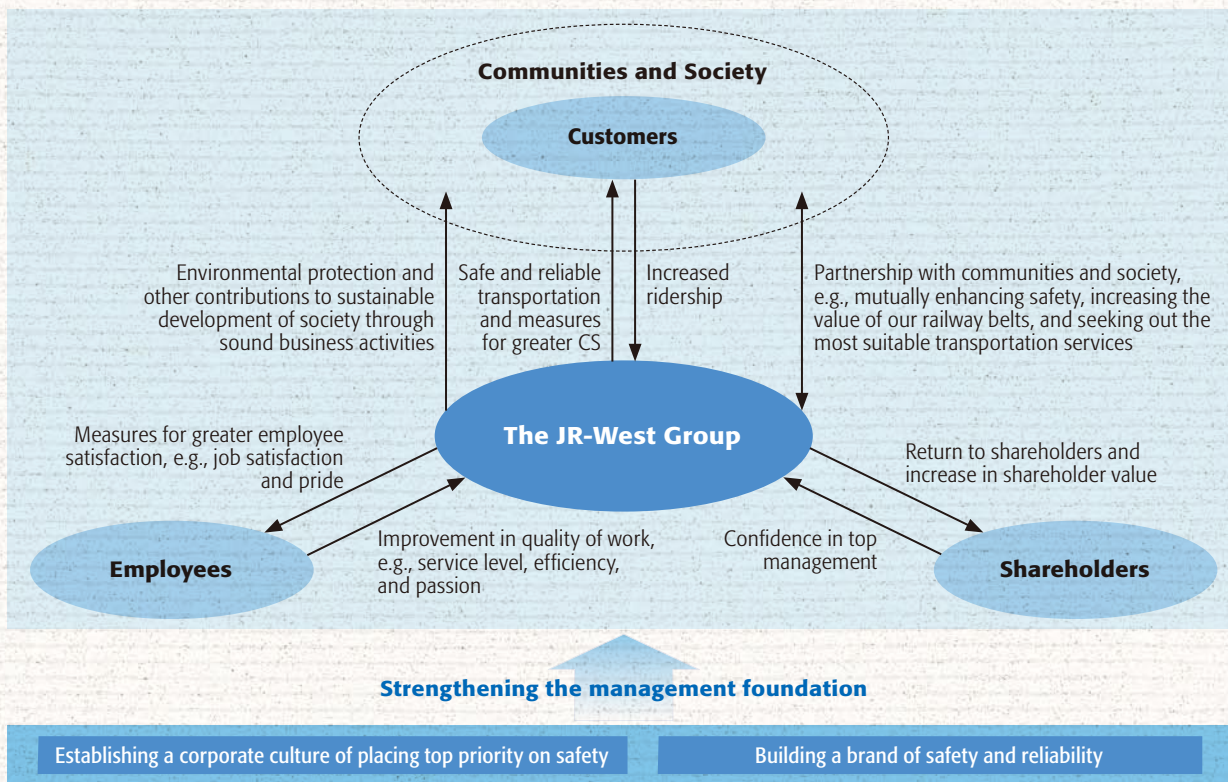 Communities and Society
Customers
Environmental protection and
other contributions to sustainable
development of society through
sound business activities
Safe and reliable
transportation
and measures
for greater CS
Increased
ridership
Partnership with communities and society,
e.g., mutually enhancing safety, increasing the
value of our railway belts, and seeking out the
most suitable transportation services
The JR-West Group
Measures for greater employee
satisfaction, e.g., job satisfaction
and pride
Return to shareholders and
increase in shareholder value
Employees
Improvement in quality of work,
e.g., service level, efficiency,
and passion
Confidence in top
management
Shareholders
Strengthening the management foundation
Establishing a corporate culture of placing top priority on safety
Building a brand of safety and reliability